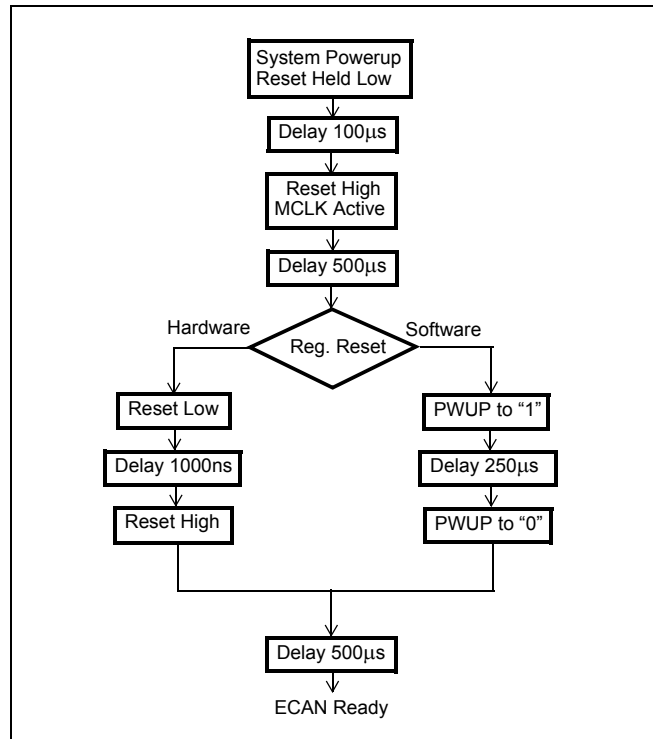 System Powerup
Reset Held Low
Delay 100μs
Reset High
MCLK Active
Delay 500μs
Hardware
Reg. Reset
Software
Reset Low
PWUP to “1”
Delay 1000ns
Delay 250μs
Reset High
PWUP to “0”
Delay 500μs
ECAN Ready